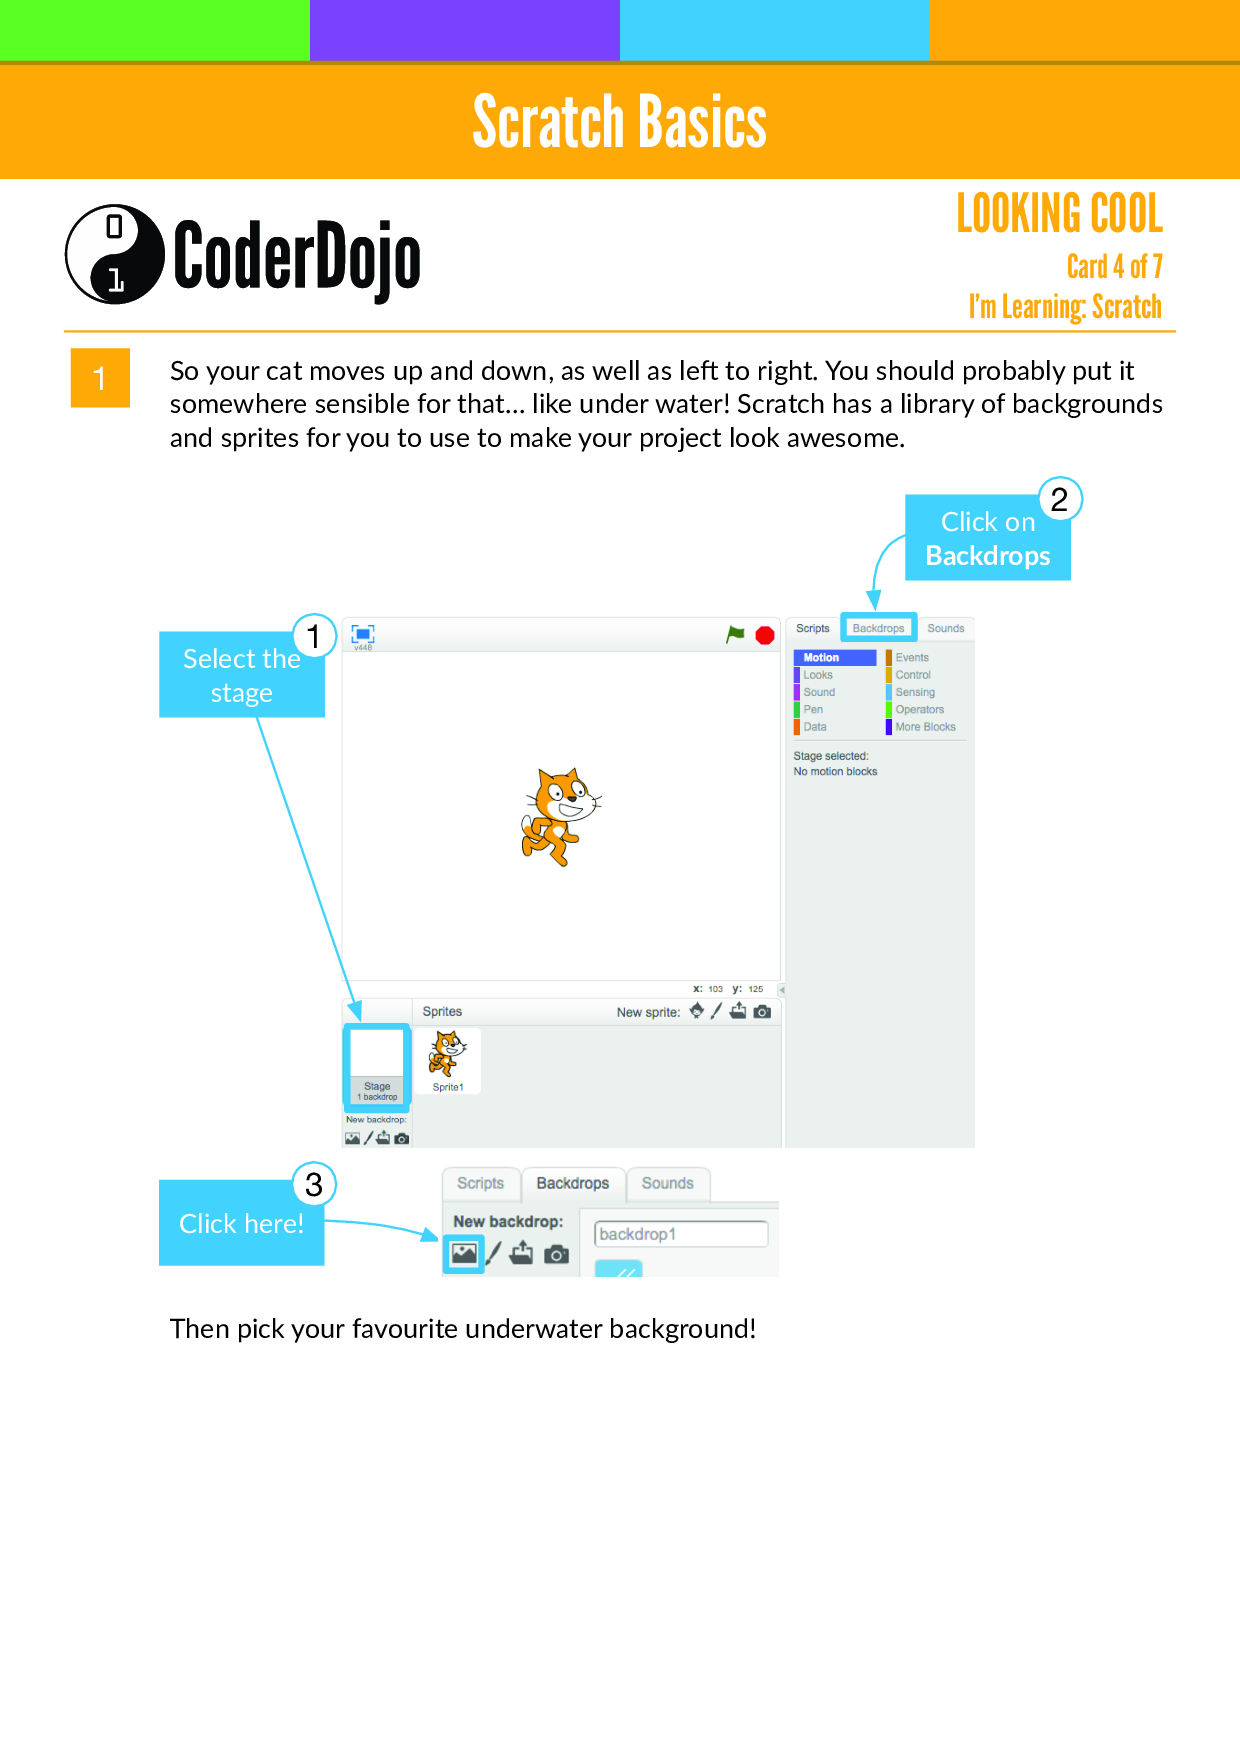 Scratch Basics
0
1
CoderDojo
LOOKING COOL
Card 4 of 7
I'm Learning: Scratch
1
So your cat moves up and down, as well as left to right. You should probably put it
somewhere sensible for that... like under water! Scratch has a library of backgrounds
and sprites for you to use to make your project look awesome.
2
Click on
Backdrops
1
Select the
stage
v448
Scripts Backdrops Sounds
Motion Events
Looks Control
Sound Sensing
Pen Operators
Data More Blocks
Stage selected:
No motion blocks
x: 103 y: 125
Sprites New sprite:
Stage
1 backdrop
Sprite1
New backdrop:
3
Click here!
Scripts Backdrops Sounds
New backdrop:
backdrop1
Then pick your favourite underwater background!